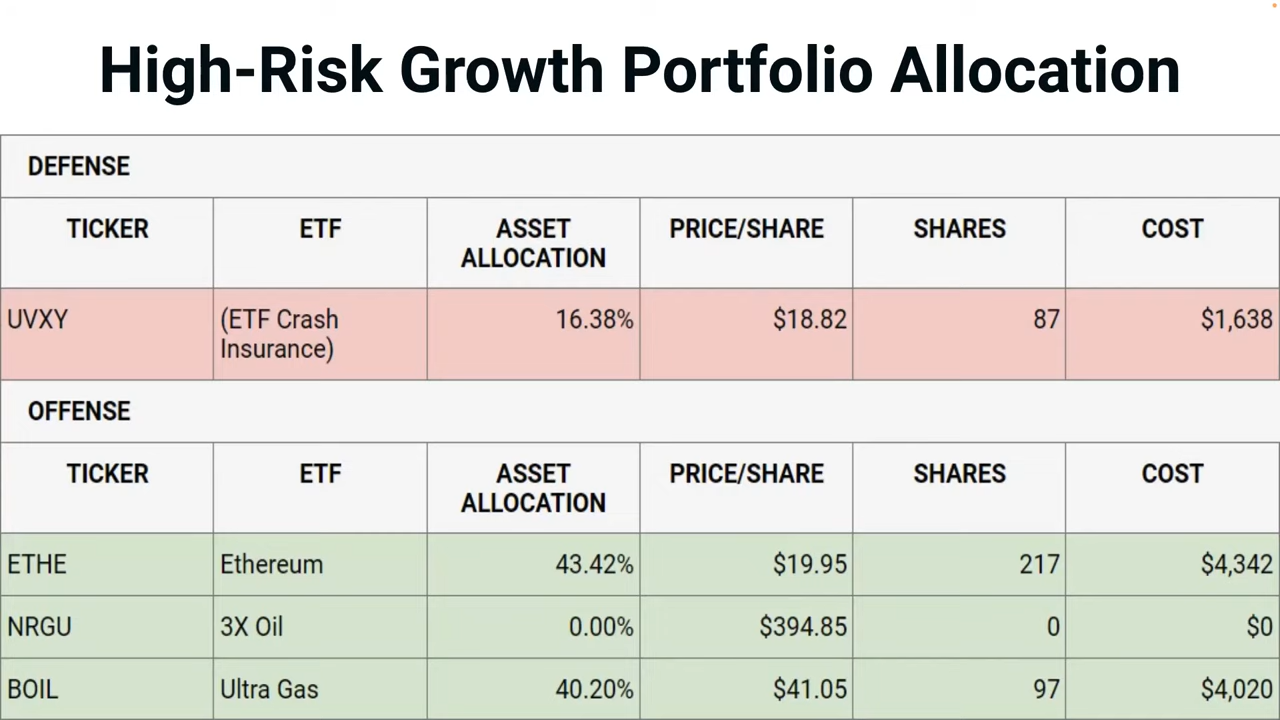 High-Risk Growth Portfolio Allocation
DEFENSE
TICKER ETF ASSET ALLOCATION PRICE/SHARE SHARES COST
UVXY (ETF Crash Insurance) 16.38% $18.82 87 $1,638
OFFENSE
TICKER ETF ASSET ALLOCATION PRICE/SHARE SHARES COST
ETHE Ethereum 43.42% $19.95 217 $4,342
NRGU 3X Oil 0.00% $394.85 0 $0
BOIL Ultra Gas 40.20% $41.05 97 $4,020